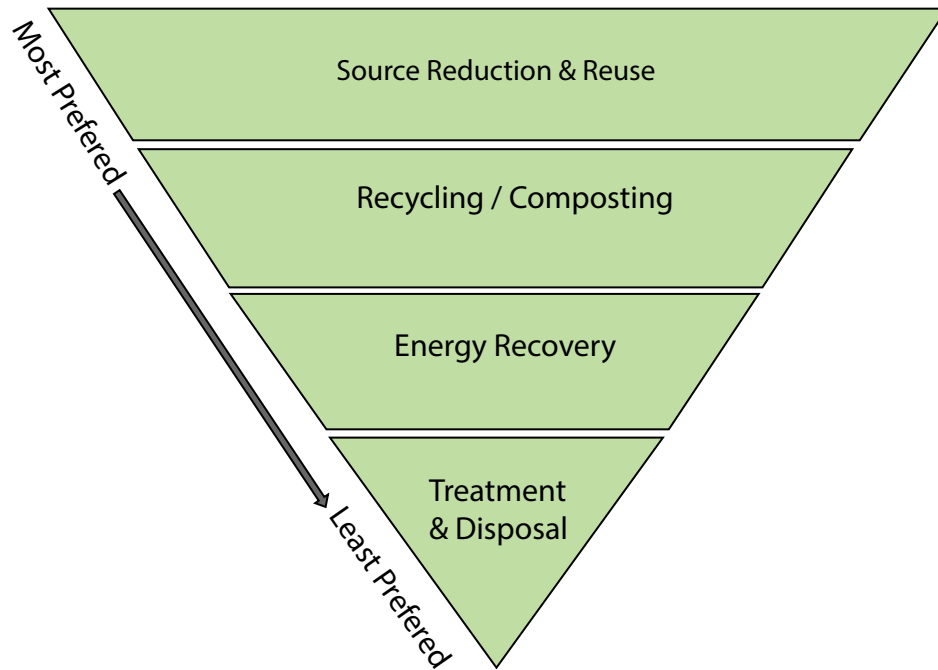 Most Prefered
Source Reduction & Reuse
Recycling / Composting
Energy Recovery
Treatment
& Disposal
Least Prefered